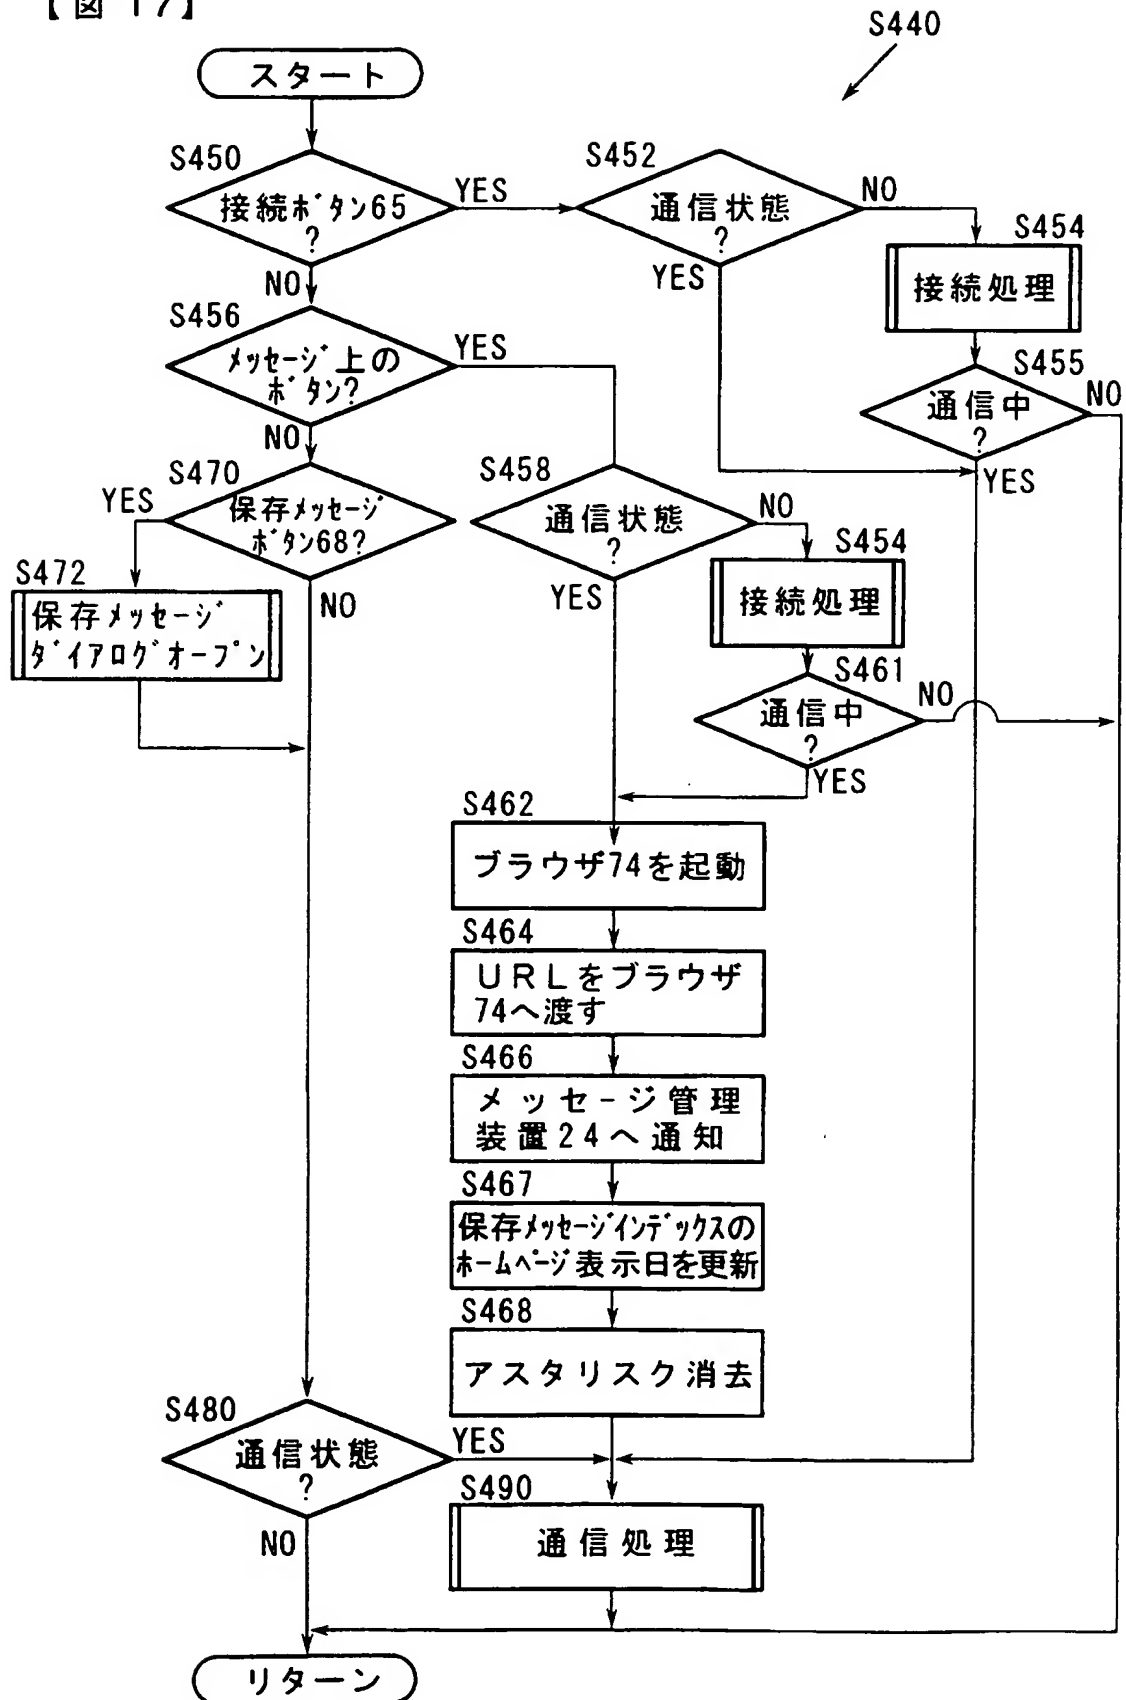 【図 17】
S440
スタート
S450
接続ボタン65
?
YES
NO
S452
通信状態
?
NO
YES
S454
接続処理
S455
通信中
?
NO
YES
S456
メッセージ上の
ボタン?
YES
NO
S458
通信状態
?
NO
YES
S454
接続処理
S461
通信中
?
NO
YES
S470
保存メッセージ
ボタン68?
YES
NO
S472
保存メッセージ
ダイアログオープン
S462
ブラウザ74を起動
S464
URLをブラウザ
74へ渡す
S466
メッセージ管理
装置24へ通知
S467
保存メッセージインデックスの
ホームページ表示日を更新
S468
アスタリスク消去
S480
通信状態
?
YES
NO
S490
通信処理
リターン